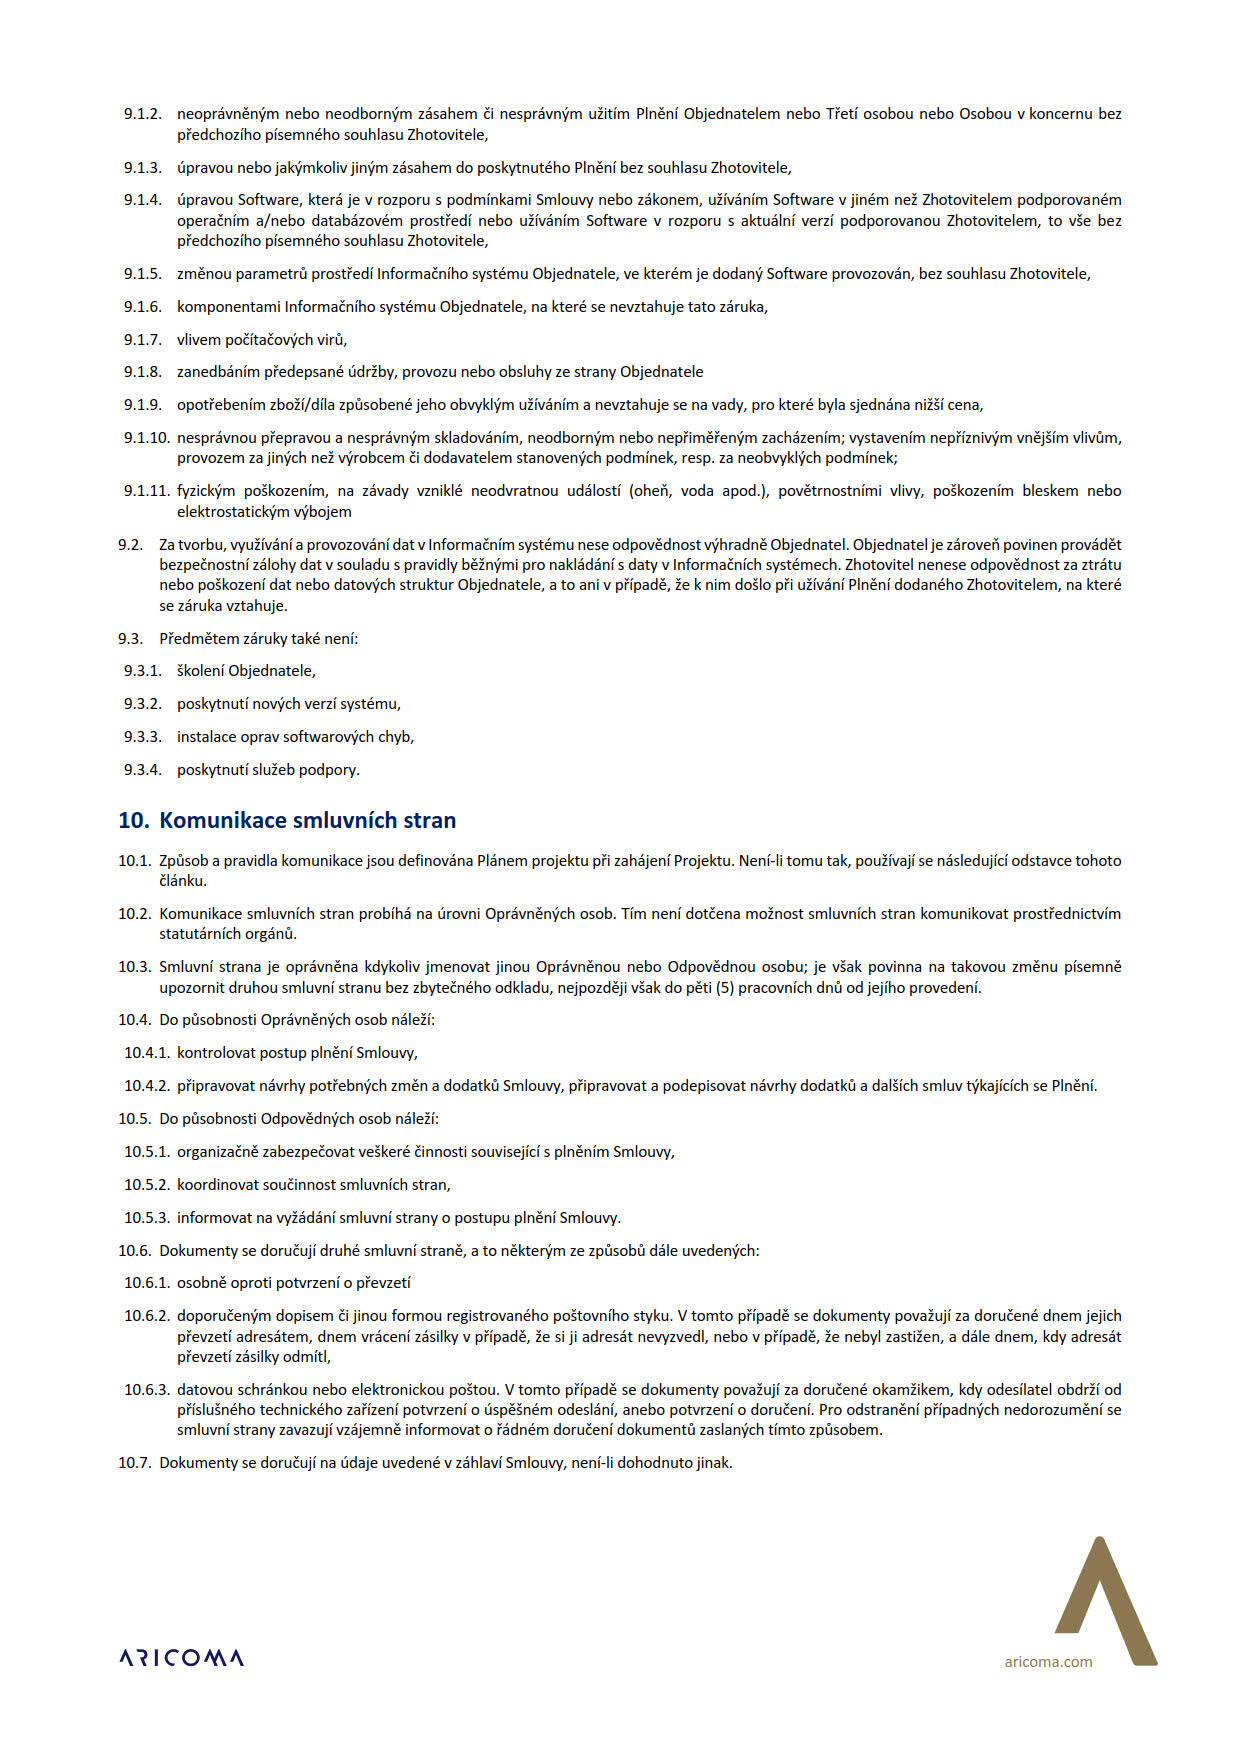 9.1.2. neoprávněným nebo neodborným zásahem či nesprávným užitím Plnění Objednatelem nebo Třetí osobou nebo Osobou v koncernu bez
předchozího písemného souhlasu Zhotovitele,
9.1.3. úpravou nebo jakýmkoliv jiným zásahem do poskytnutého Plnění bez souhlasu Zhotovitele,
9.1.4. úpravou Software, která je v rozporu s podmínkami Smlouvy nebo zákonem, užíváním Software v jiném než Zhotovitelem podporovaném
operačním a/nebo databázovém prostředí nebo užíváním Software v rozporu s aktuální verzí podporovanou Zhotovitelem, to vše bez
předchozího písemného souhlasu Zhotovitele,
9.1.5. změnou parametrů prostředí Informačního systému Objednatele, ve kterém je dodaný Software provozován, bez souhlasu Zhotovitele,
9.1.6. komponentami Informačního systému Objednatele, na které se nevztahuje tato záruka,
9.1.7. vlivem počítačových virů,
9.1.8. zanedbáním předepsané údržby, provozu nebo obsluhy ze strany Objednatele
9.1.9. opotřebením zboží/díla způsobené jeho obvyklým užíváním a nevztahuje se na vady, pro které byla sjednána nižší cena,
9.1.10. nesprávnou přepravou a nesprávným skladováním, neodborným nebo nepřiměřeným zacházením; vystavením nepříznivým vnějším vlivům,
provozem za jiných než výrobcem či dodavatelem stanovených podmínek, resp. za neobvyklých podmínek;
9.1.11. fyzickým poškozením, na závady vzniklé neodvratnou událostí (oheň, voda apod.), povětrnostními vlivy, poškozením bleskem nebo
elektrostatickým výbojem
9.2. Za tvorbu, využívání a provozování dat v Informačním systému nese odpovědnost výhradně Objednatel. Objednatel je zároveň povinen provádět
bezpečnostní zálohy dat v souladu s pravidly běžnými pro nakládání s daty v Informačních systémech. Zhotovitel nenese odpovědnost za ztrátu
nebo poškození dat nebo datových struktur Objednatele, a to ani v případě, že k nim došlo při užívání Plnění dodaného Zhotovitelem, na které
se záruka vztahuje.
9.3. Předmětem záruky také není:
9.3.1. školení Objednatele,
9.3.2. poskytnutí nových verzí systému,
9.3.3. instalace oprav softwarových chyb,
9.3.4. poskytnutí služeb podpory.
10. Komunikace smluvních stran
10.1. Způsob a pravidla komunikace jsou definována Plánem projektu při zahájení Projektu. Není-li tomu tak, používají se následující odstavce tohoto
článku.
10.2. Komunikace smluvních stran probíhá na úrovni Oprávněných osob. Tím není dotčena možnost smluvních stran komunikovat prostřednictvím
statutárních orgánů.
10.3. Smluvní strana je oprávněna kdykoliv jmenovat jinou Oprávněnou nebo Odpovědnou osobu; je však povinna na takovou změnu písemně
upozornit druhou smluvní stranu bez zbytečného odkladu, nejpozději však do pěti (5) pracovních dnů od jejího provedení.
10.4. Do působnosti Oprávněných osob náleží:
10.4.1. kontrolovat postup plnění Smlouvy,
10.4.2. připravovat návrhy potřebných změn a dodatků Smlouvy, připravovat a podepisovat návrhy dodatků a dalších smluv týkajících se Plnění.
10.5. Do působnosti Odpovědných osob náleží:
10.5.1. organizačně zabezpečovat veškeré činnosti související s plněním Smlouvy,
10.5.2. koordinovat součinnost smluvních stran,
10.5.3. informovat na vyžádání smluvní strany o postupu plnění Smlouvy.
10.6. Dokumenty se doručují druhé smluvní straně, a to některým ze způsobů dále uvedených:
10.6.1. osobně oproti potvrzení o převzetí
10.6.2. doporučeným dopisem či jinou formou registrovaného poštovního styku. V tomto případě se dokumenty považují za doručené dnem jejich
převzetí adresátem, dnem vrácení zásilky v případě, že si ji adresát nevyzvedl, nebo v případě, že nebyl zastižen, a dále dnem, kdy adresát
převzetí zásilky odmítl,
10.6.3. datovou schránkou nebo elektronickou poštou. V tomto případě se dokumenty považují za doručené okamžikem, kdy odesílatel obdrží od
příslušného technického zařízení potvrzení o úspěšném odeslání, anebo potvrzení o doručení. Pro odstranění případných nedorozumění se
smluvní strany zavazují vzájemně informovat o řádném doručení dokumentů zaslaných tímto způsobem.
10.7. Dokumenty se doručují na údaje uvedené v záhlaví Smlouvy, není-li dohodnuto jinak.
ARICOMA
aricoma.com